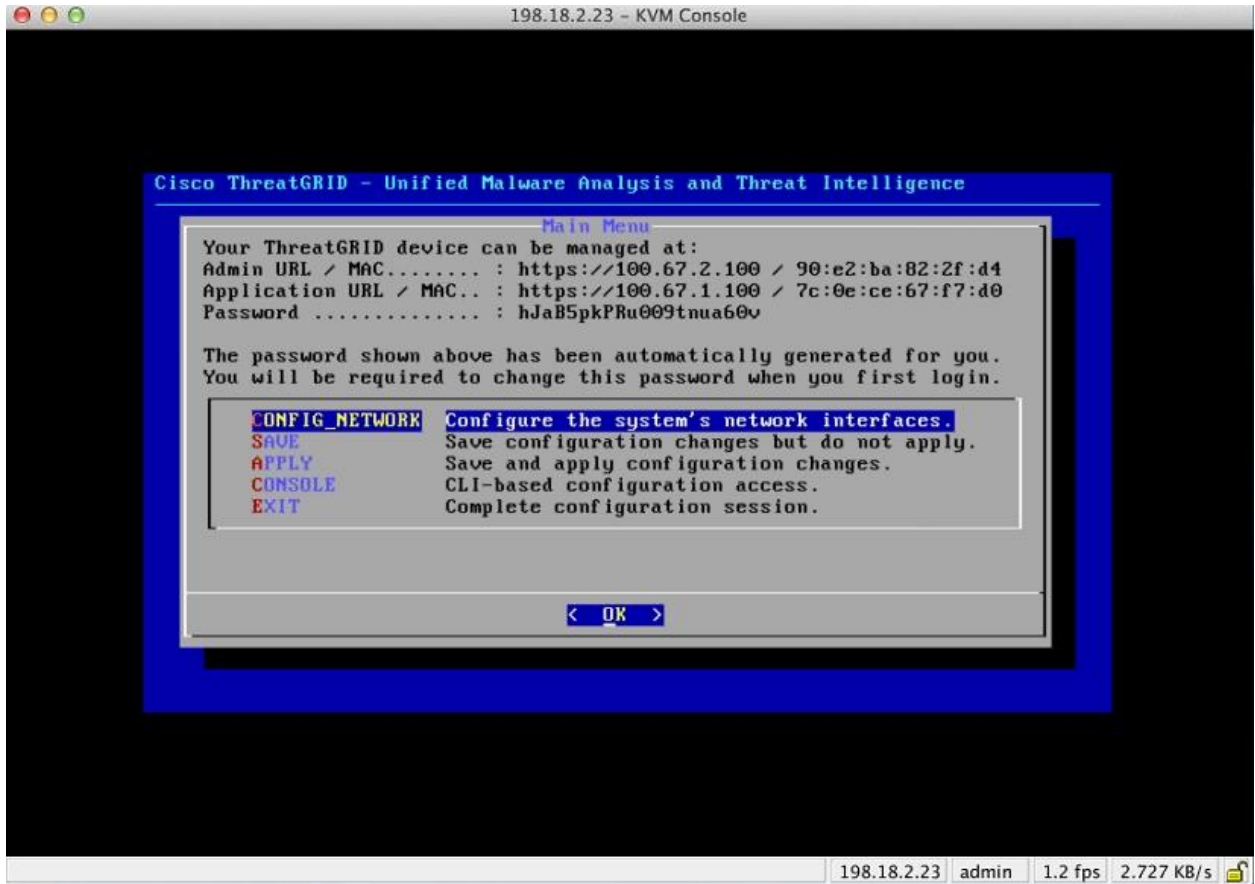 198.18.2.23 – KVM Console
Cisco ThreatGRID - Unified Malware Analysis and Threat Intelligence
Main Menu
Your ThreatGRID device can be managed at:
Admin URL / MAC........ : https://100.67.2.100 / 90:e2:ba:82:2f:d4
Application URL / MAC.. : https://100.67.1.100 / 7c:0e:ce:67:f7:d0
Password .............. : hJaB5pkPRu009tnua60v
The password shown above has been automatically generated for you.
You will be required to change this password when you first login.
CONFIG_NETWORK Configure the system's network interfaces.
SAVE Save configuration changes but do not apply.
APPLY Save and apply configuration changes.
CONSOLE CLI-based configuration access.
EXIT Complete configuration session.
< OK >
198.18.2.23 admin 1.2 fps 2.727 KB/s